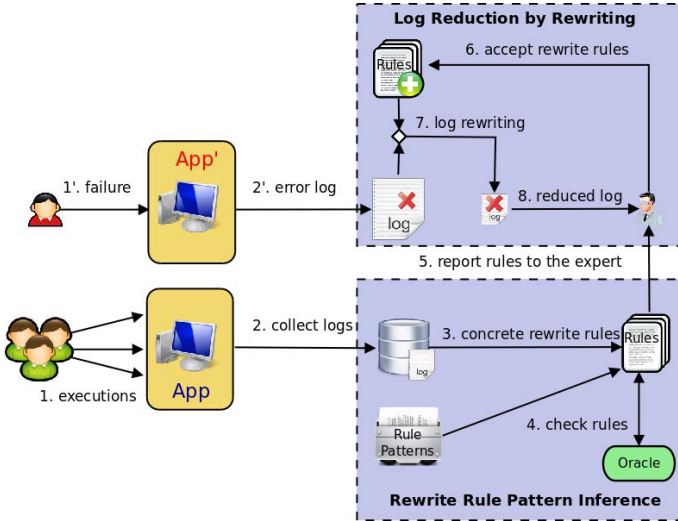 Log Reduction by Rewriting
6. accept rewrite rules
Rules
7. log rewriting
App'
1'. failure
2'. error log
log
log
8. reduced log
5. report rules to the expert
2. collect logs
3. concrete rewrite rules
Rules
log
App
1. executions
Rule
Patterns
4. check rules
Oracle
Rewrite Rule Pattern Inference